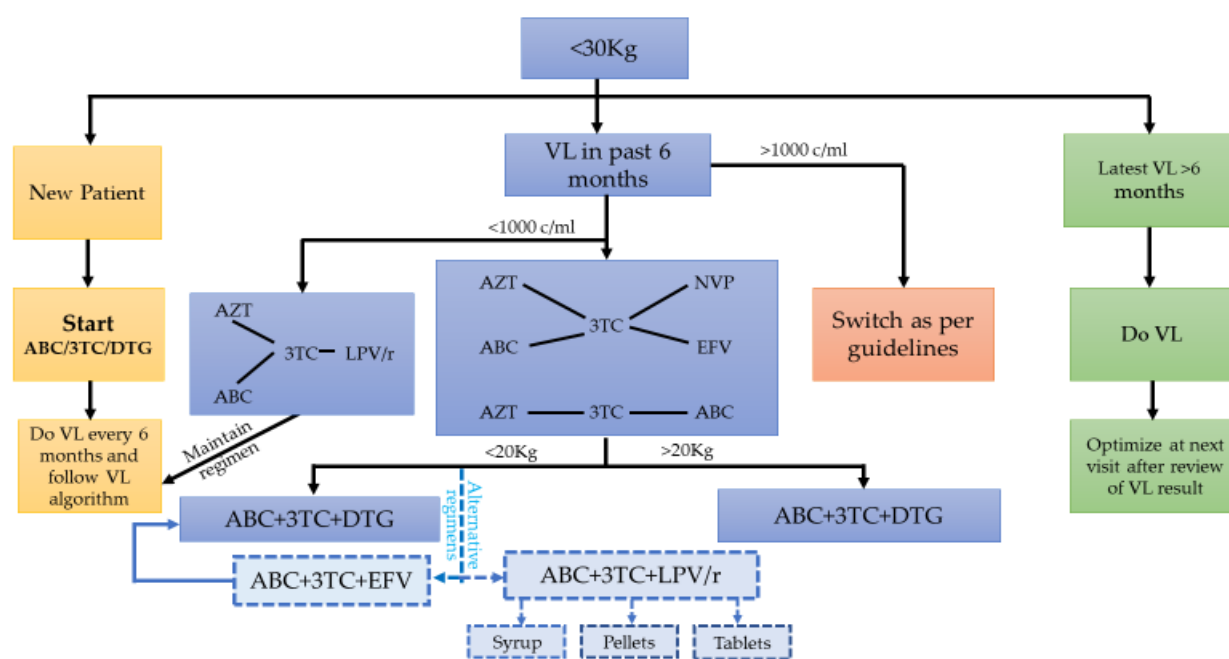 <30Kg
New Patient
VL in past 6
months
>1000 c/ml
Latest VL >6
months
<1000 c/ml
Start
ABC/3TC/DTG
AZT
3TC
LPV/r
ABC
AZT
NVP
3TC
ABC
EFV
AZT
3TC
ABC
Switch as per
guidelines
Do VL
Do VL every 6
months and
follow VL
algorithm
Maintain
regimen
<20Kg
>20Kg
Optimize at next
visit after review
of VL result
ABC+3TC+DTG
Alternative
regimens
ABC+3TC+DTG
ABC+3TC+EFV
ABC+3TC+LPV/r
Syrup
Pellets
Tablets